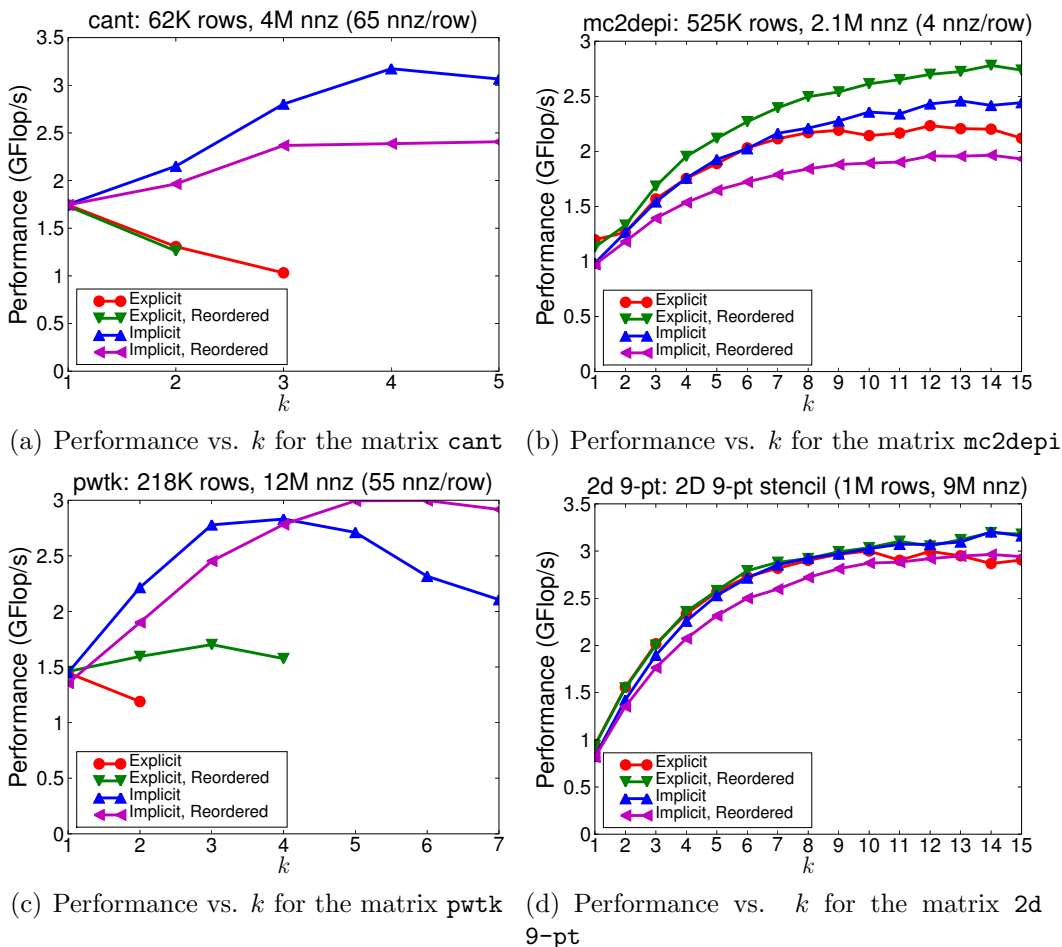 cant: 62K rows, 4M nnz (65 nnz/row)
3.5
3
2.5
2
1.5
1
0.5
0
Performance (GFlop/s)
Explicit
Explicit, Reordered
Implicit
Implicit, Reordered
1 2 3 4 5
k
(a) Performance vs. k for the matrix cant
mc2depi: 525K rows, 2.1M nnz (4 nnz/row)
3
2.5
2
1.5
1
0.5
0
Performance (GFlop/s)
Explicit
Explicit, Reordered
Implicit
Implicit, Reordered
1 2 3 4 5 6 7 8 9 10 11 12 13 14 15
k
(b) Performance vs. k for the matrix mc2depi
pwtk: 218K rows, 12M nnz (55 nnz/row)
3
2.5
2
1.5
1
0.5
0
Performance (GFlop/s)
Explicit
Explicit, Reordered
Implicit
Implicit, Reordered
1 2 3 4 5 6 7
k
(c) Performance vs. k for the matrix pwtk
2d 9-pt: 2D 9-pt stencil (1M rows, 9M nnz)
3.5
3
2.5
2
1.5
1
0.5
0
Performance (GFlop/s)
Explicit
Explicit, Reordered
Implicit
Implicit, Reordered
1 2 3 4 5 6 7 8 9 10 11 12 13 14 15
k
(d) Performance vs. k for the matrix 2d
9-pt